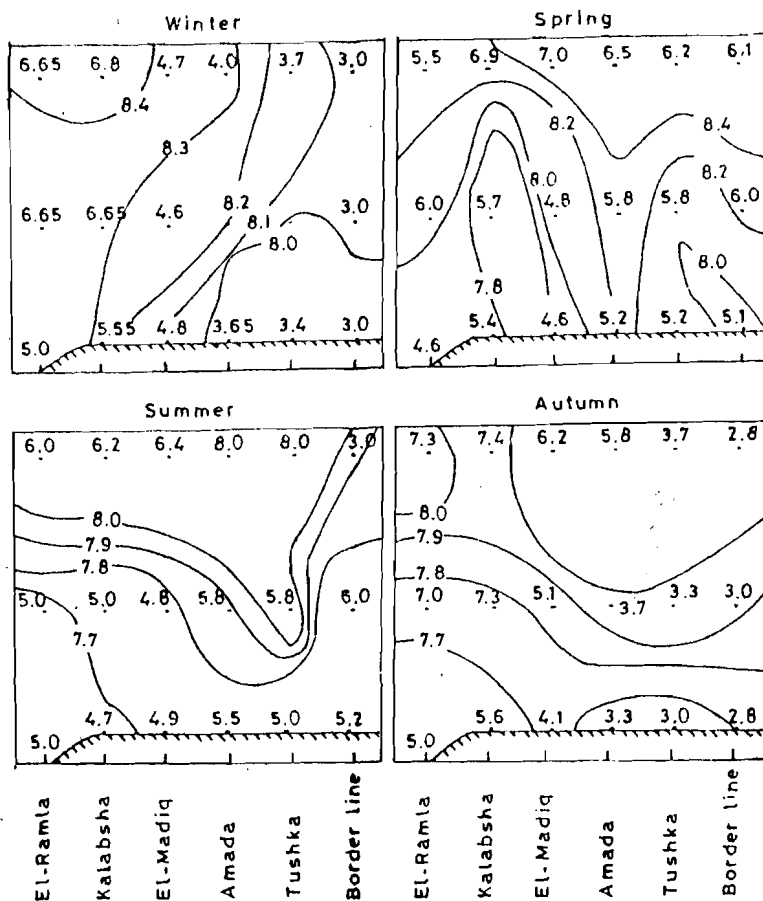 Winter
6.65 6.8 4.7 4.0 3.7 3.0
8.4
8.3
8.2
6.65 6.65 4.6 3.0
8.1
8.0
5.55 4.8 3.65 3.4 3.0
5.0
Spring
5.5 6.9 7.0 6.5 6.2 6.1
8.2 8.4
8.0 8.2
6.0 5.7 4.8 5.8 5.8 6.0
8.0
7.8
5.4 4.6 5.2 5.2 5.1
4.6
Summer
6.0 6.2 6.4 8.0 8.0 3.0
8.0
7.9
7.8
5.0 5.0 4.8 5.8 5.8 6.0
7.7
4.7 4.9 5.5 5.0 5.2
5.0
Autumn
7.3 7.4 6.2 5.8 3.7 2.8
8.0
7.9
7.8
7.0 7.3 5.1 3.7 3.3 3.0
7.7
5.6 4.1 3.3 3.0 2.8
5.0
El-Ramla
Kalabsha
El-Madiq
Amada
Tushka
Border line
El-Ramla
Kalabsha
El-Madiq
Amada
Tushka
Border line